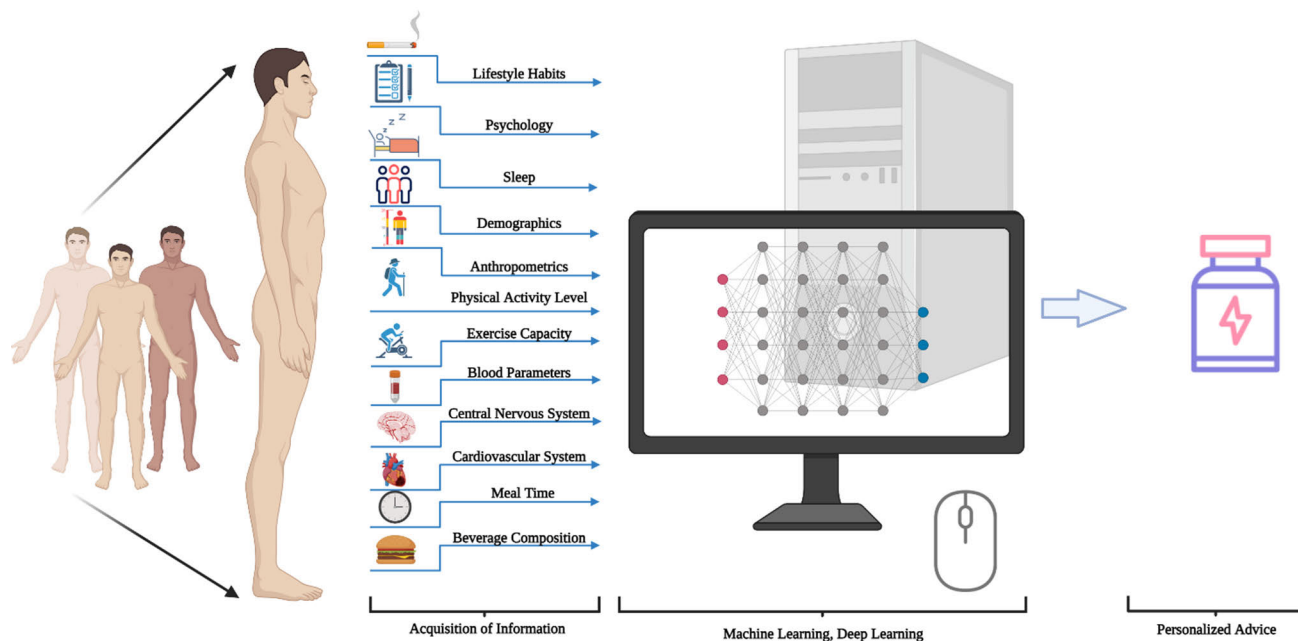 Lifestyle Habits
Psychology
Sleep
Demographics
Anthropometrics
Physical Activity Level
Exercise Capacity
Blood Parameters
Central Nervous System
Cardiovascular System
Meal Time
Beverage Composition
Acquisition of Information
Machine Learning, Deep Learning
Personalized Advice